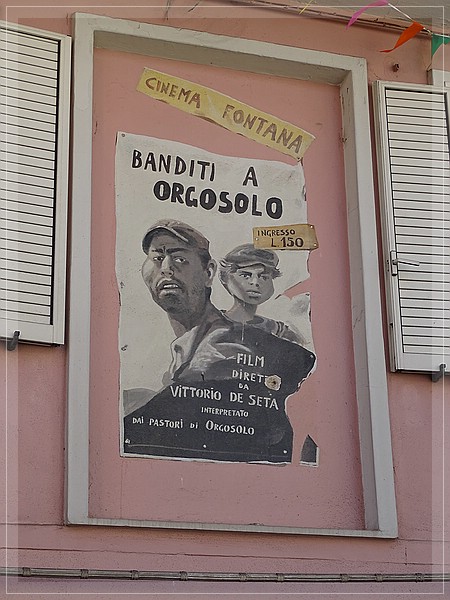 CINEMA FONTANA
BANDITI A
ORGOSOLO
INGRESSO
L 150
FILM
DIRETTO
DA
VITTORIO DE SETA
INTERPRETATO
DAI PASTORI DI ORGOSOLO